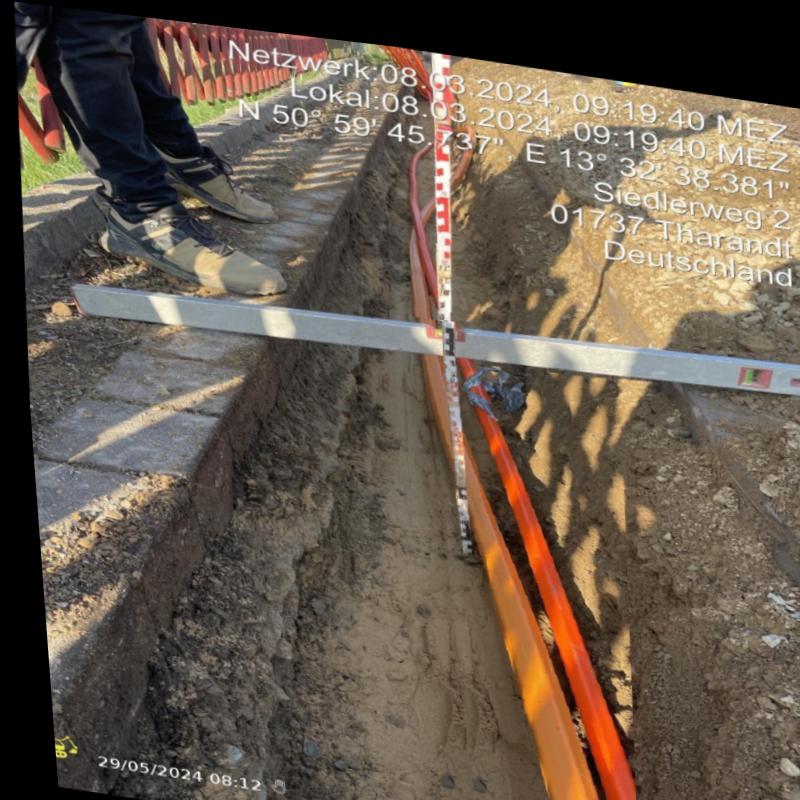 Netzwerk:08.03.2024, 09:19:40 MEZ
Lokal:08.03.2024, 09:19:40 MEZ
N 50° 59' 45.737", E 13° 32' 38.381"
Siedlerweg 2
01737 Tharandt
Deutschland
29/05/2024 08:12